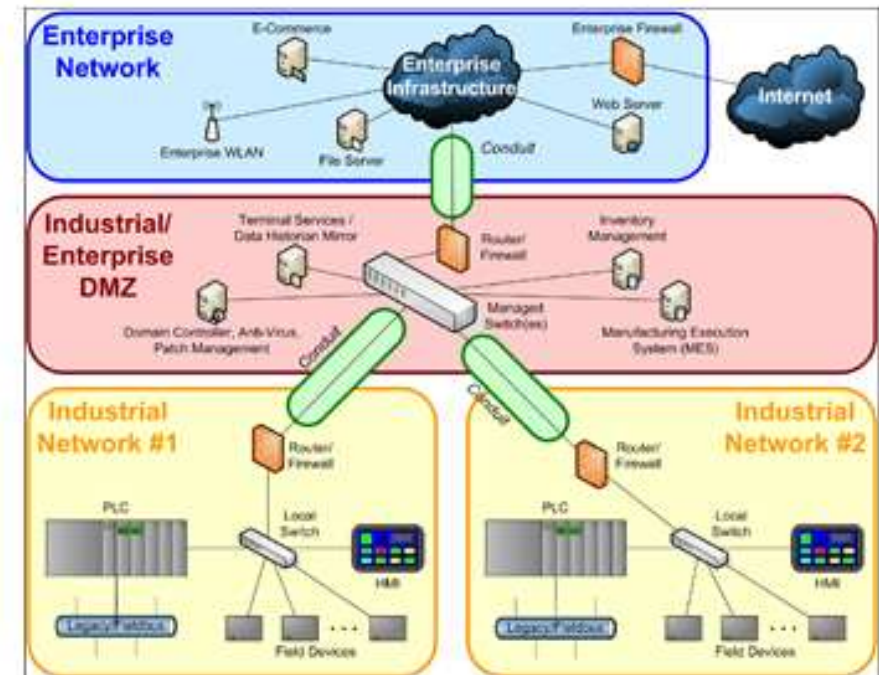 Enterprise
Network
E-Commerce
Enterprise
Infrastructure
Enterprise Firewall
Internet
Enterprise WLAN
File Server
Web Server
Conduit
Industrial/
Enterprise
DMZ
Terminal Services /
Data Historian Mirror
Router/
Firewall
Inventory
Management
Domain Controller, Anti-Virus,
Patch Management
Managed
Switch(es)
Manufacturing Execution
System (MES)
Conduit
Conduit
Industrial
Network #1
Router/
Firewall
PLC
Local
Switch
HMI
Legacy/Fieldbus
Field Devices
Industrial
Network #2
Router/
Firewall
PLC
Local
Switch
HMI
Legacy/Fieldbus
Field Devices